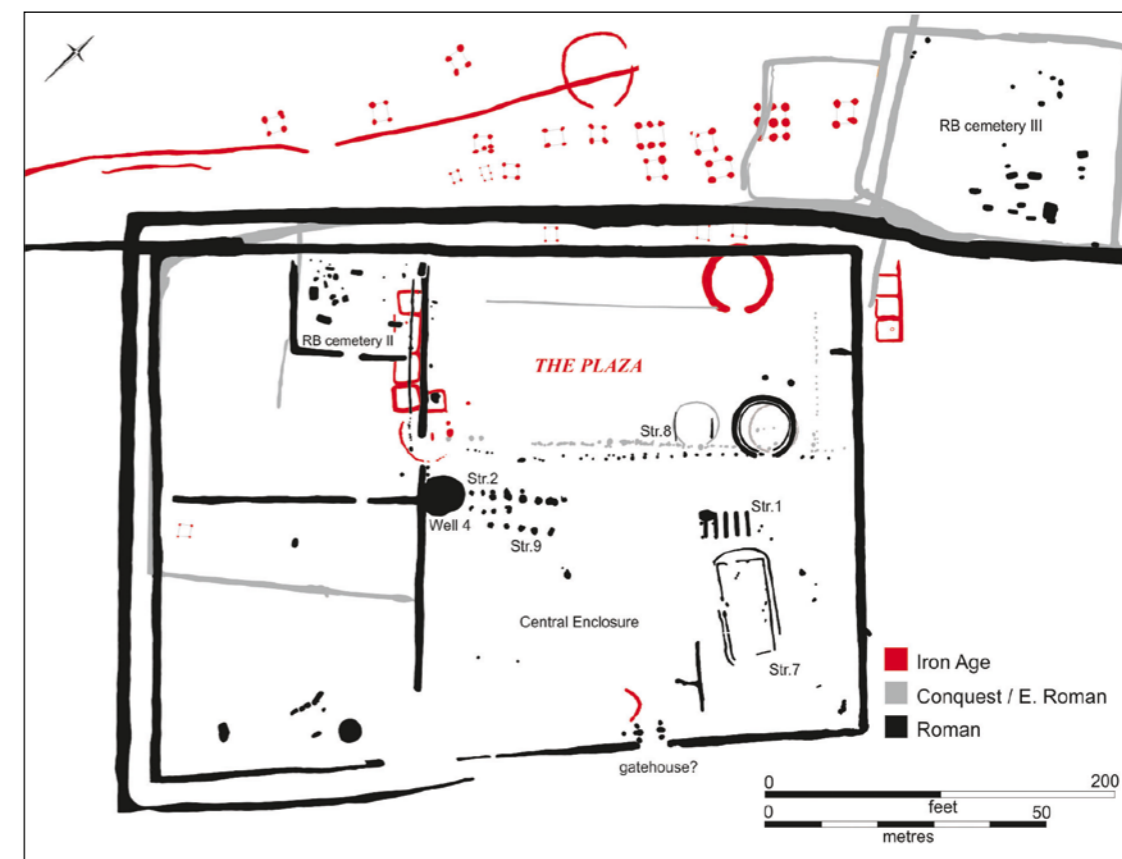 RB cemetery III
RB cemetery II
THE PLAZA
Str.8
Str.2
Well 4
Str.9
Str.1
Central Enclosure
Str.7
gatehouse?
Iron Age
Conquest / E. Roman
Roman
0 200
feet
0 50
metres